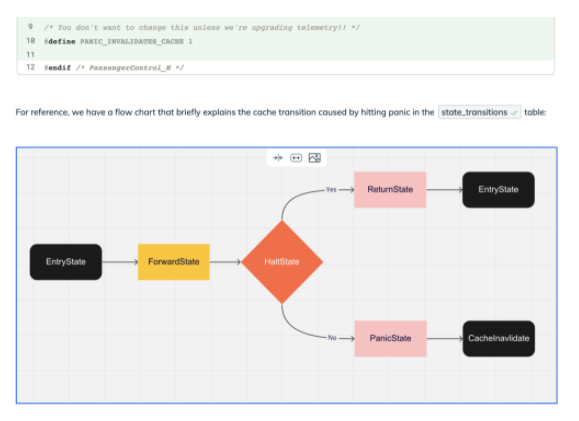 9 /* You don't want to change this unless we're upgrading telemetry!! */
10 #define PANIC_INVALIDATES_CACHE 1
11
12 #endif /* PassengerControl_H */
For reference, we have a flow chart that briefly explains the cache transition caused by hitting panic in the state_transitions table:
Yes
ReturnState
EntryState
EntryState
ForwardState
HaltState
No
PanicState
CacheInavlidate